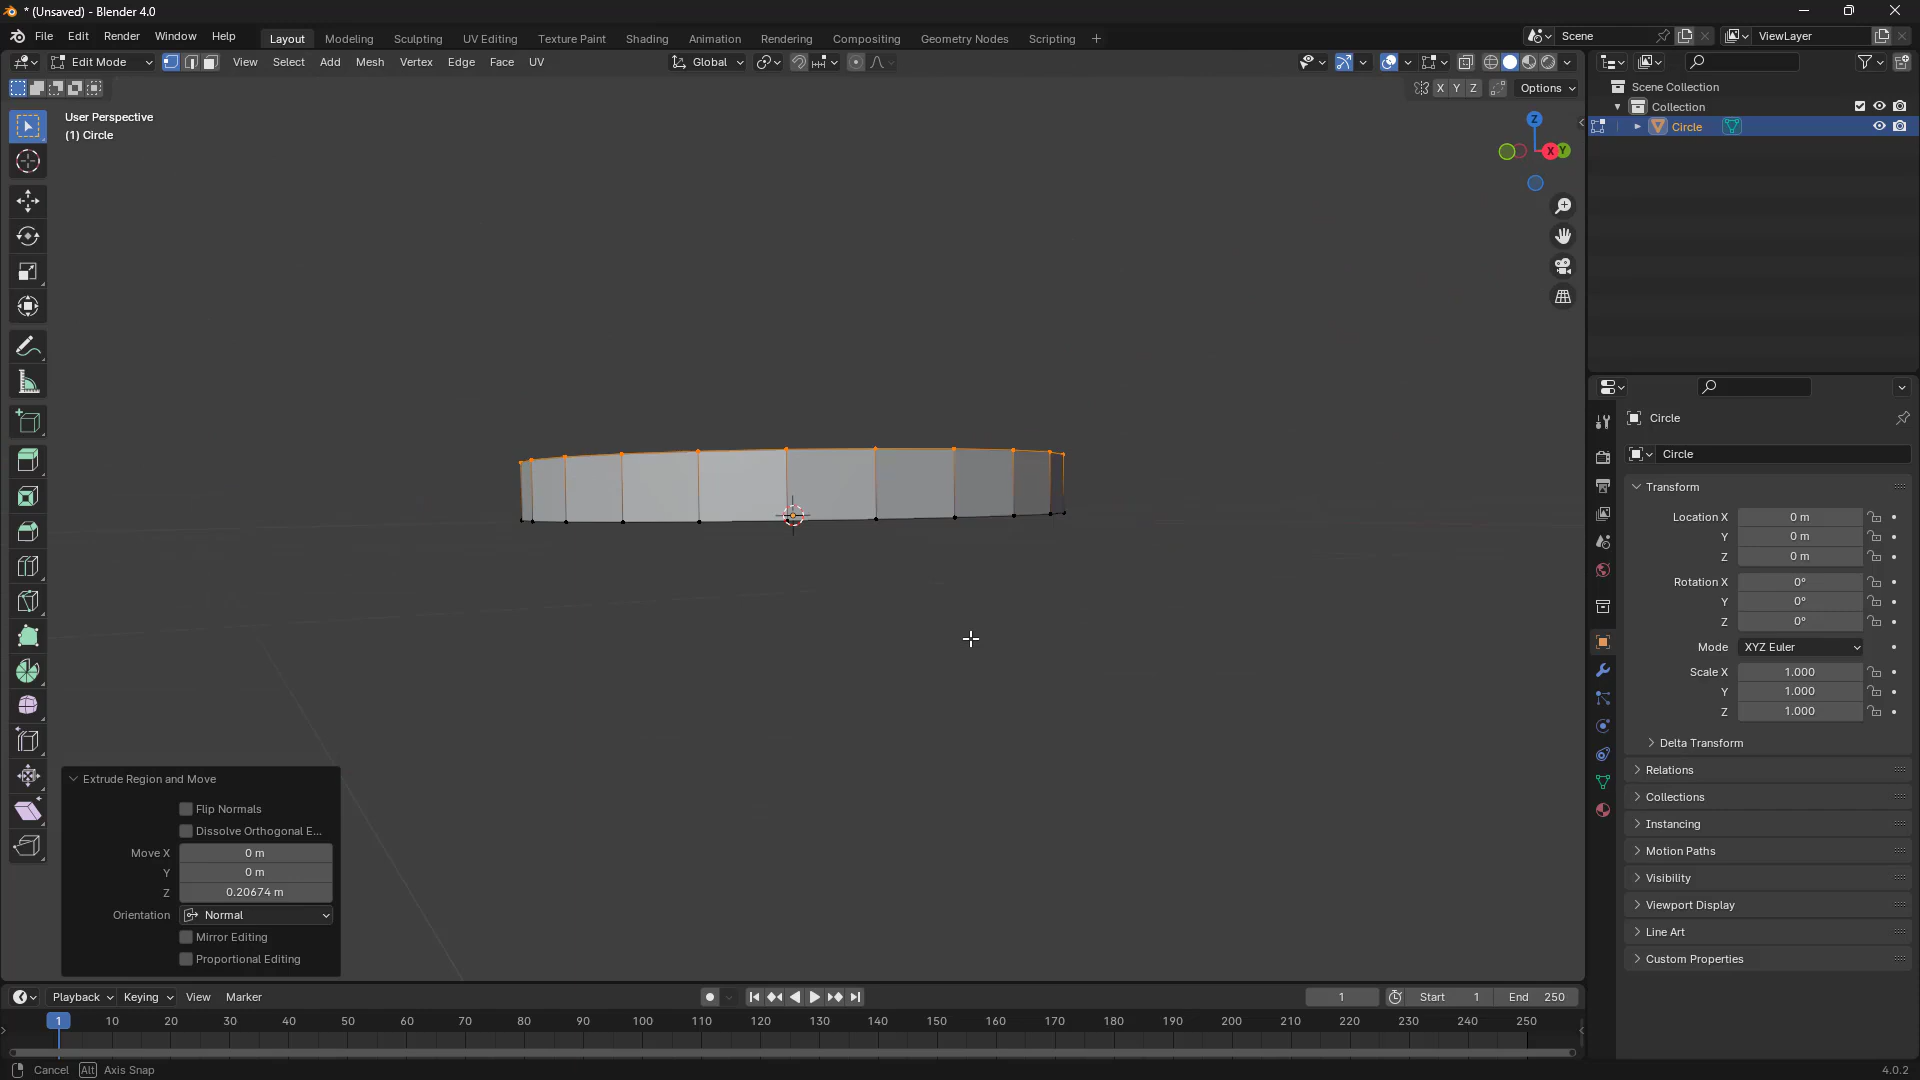 * (Unsaved) - Blender 4.0
File Edit Render Window Help
Layout Modeling Sculpting UV Editing Texture Paint Shading Animation Rendering Compositing Geometry Nodes Scripting +
Scene ViewLayer
Edit Mode View Select Add Mesh Vertex Edge Face UV Global
X Y Z Options
User Perspective
(1) Circle
Z
X Y
Scene Collection
Collection
Circle
Circle
Circle
Transform
Location X 0 m
Y 0 m
Z 0 m
Rotation X 0°
Y 0°
Z 0°
Mode XYZ Euler
Scale X 1.000
Y 1.000
Z 1.000
Delta Transform
Relations
Collections
Instancing
Motion Paths
Visibility
Viewport Display
Line Art
Custom Properties
Extrude Region and Move
Flip Normals
Dissolve Orthogonal E...
Move X 0 m
Y 0 m
Z 0.20674 m
Orientation Normal
Mirror Editing
Proportional Editing
Playback Keying View Marker 1 Start 1 End 250
1 10 20 30 40 50 60 70 80 90 100 110 120 130 140 150 160 170 180 190 200 210 220 230 240 250
Cancel Alt Axis Snap 4.0.2